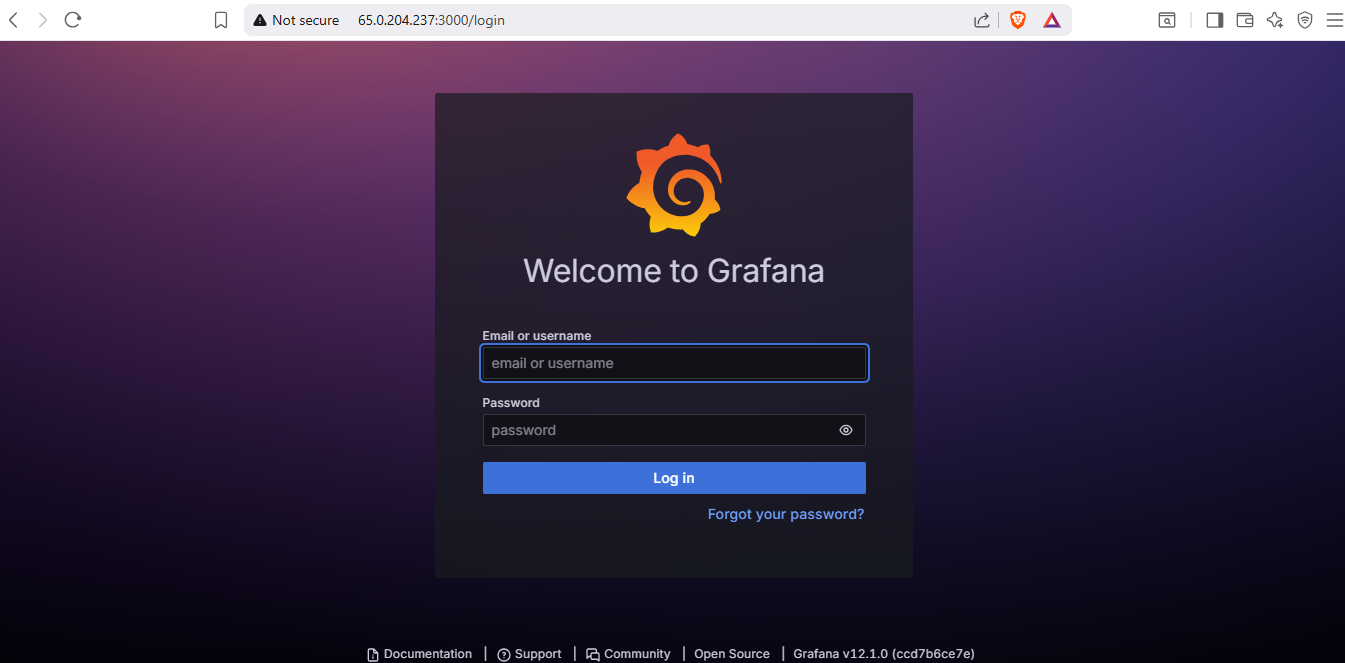 Not secure 65.0.204.237:3000/login
Welcome to Grafana
Email or username
email or username
Password
password
Log in
Forgot your password?
Documentation | Support | Community | Open Source | Grafana v12.1.0 (ccd7b6ce7e)